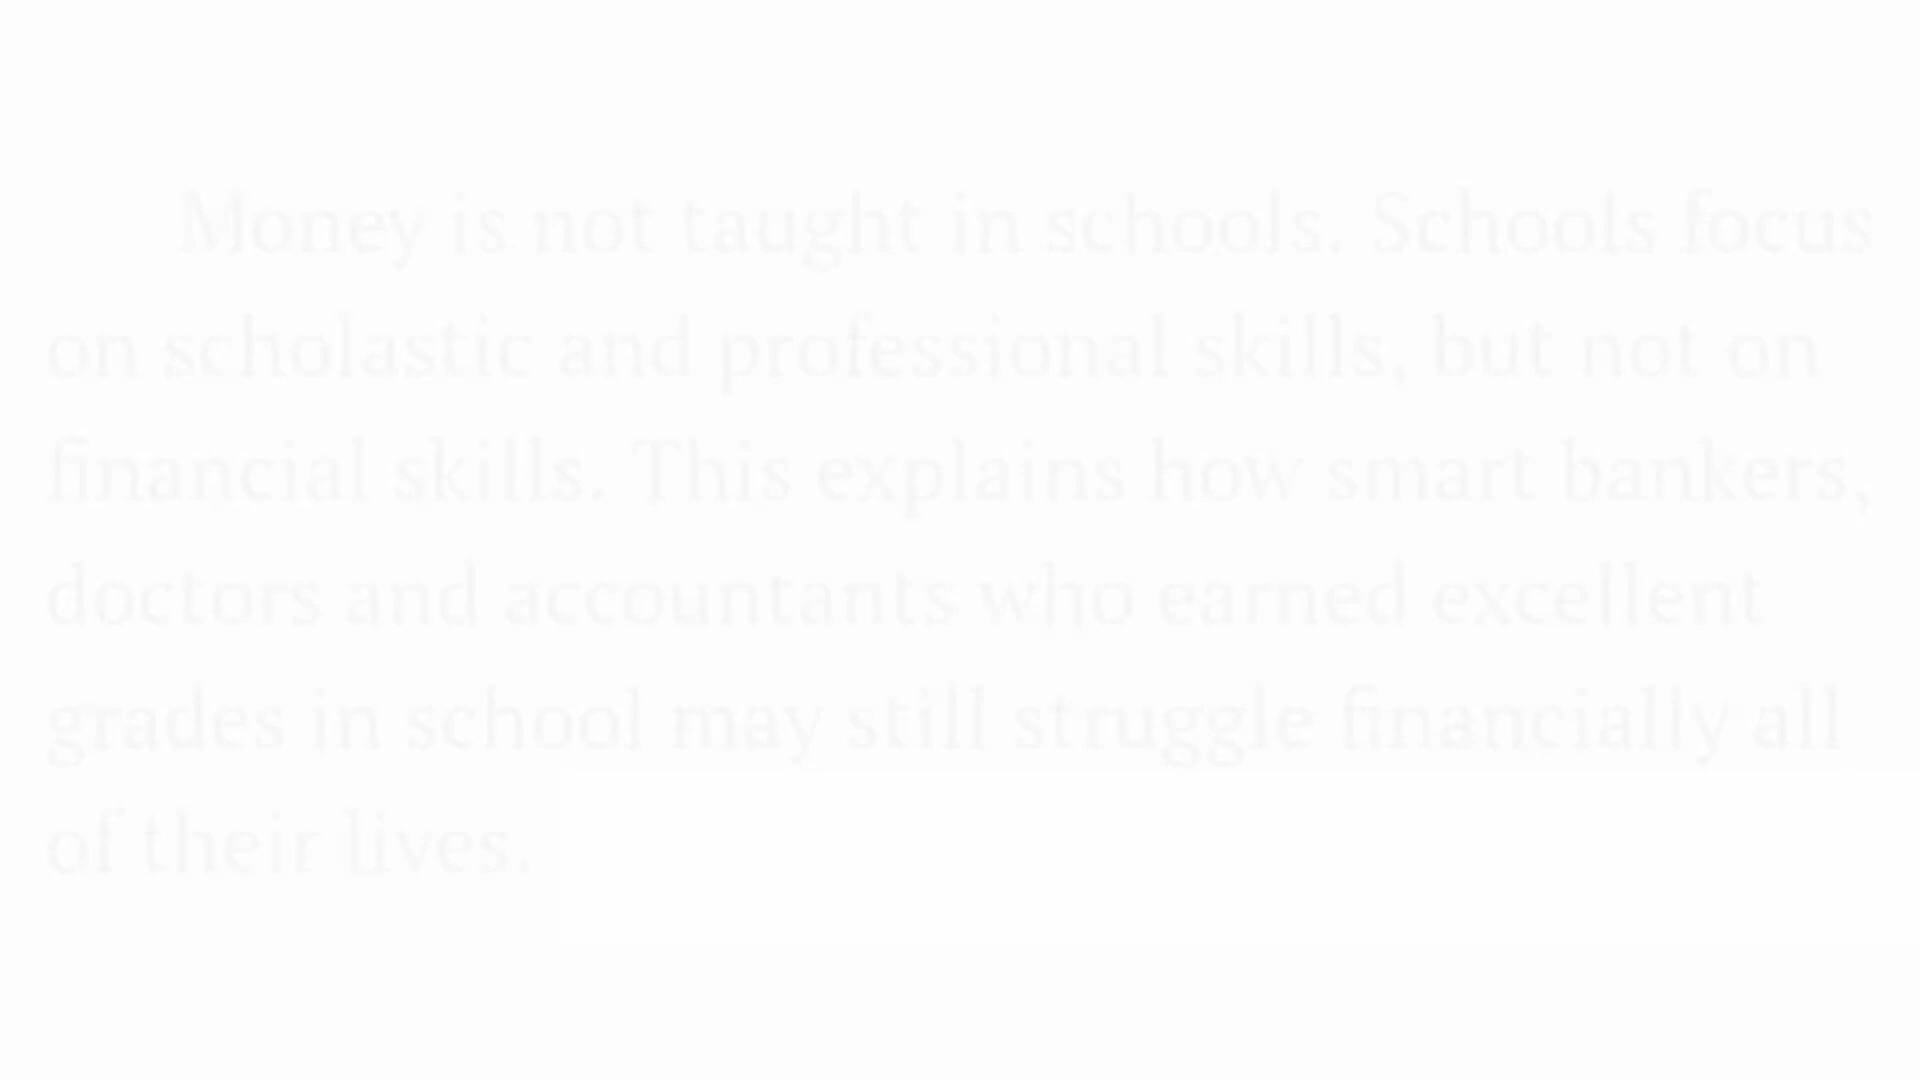 Money is not taught in schools. Schools focus
on scholastic and professional skills, but not on
financial skills. This explains how smart bankers,
doctors and accountants who earned excellent
grades in school may still struggle financially all
of their lives.